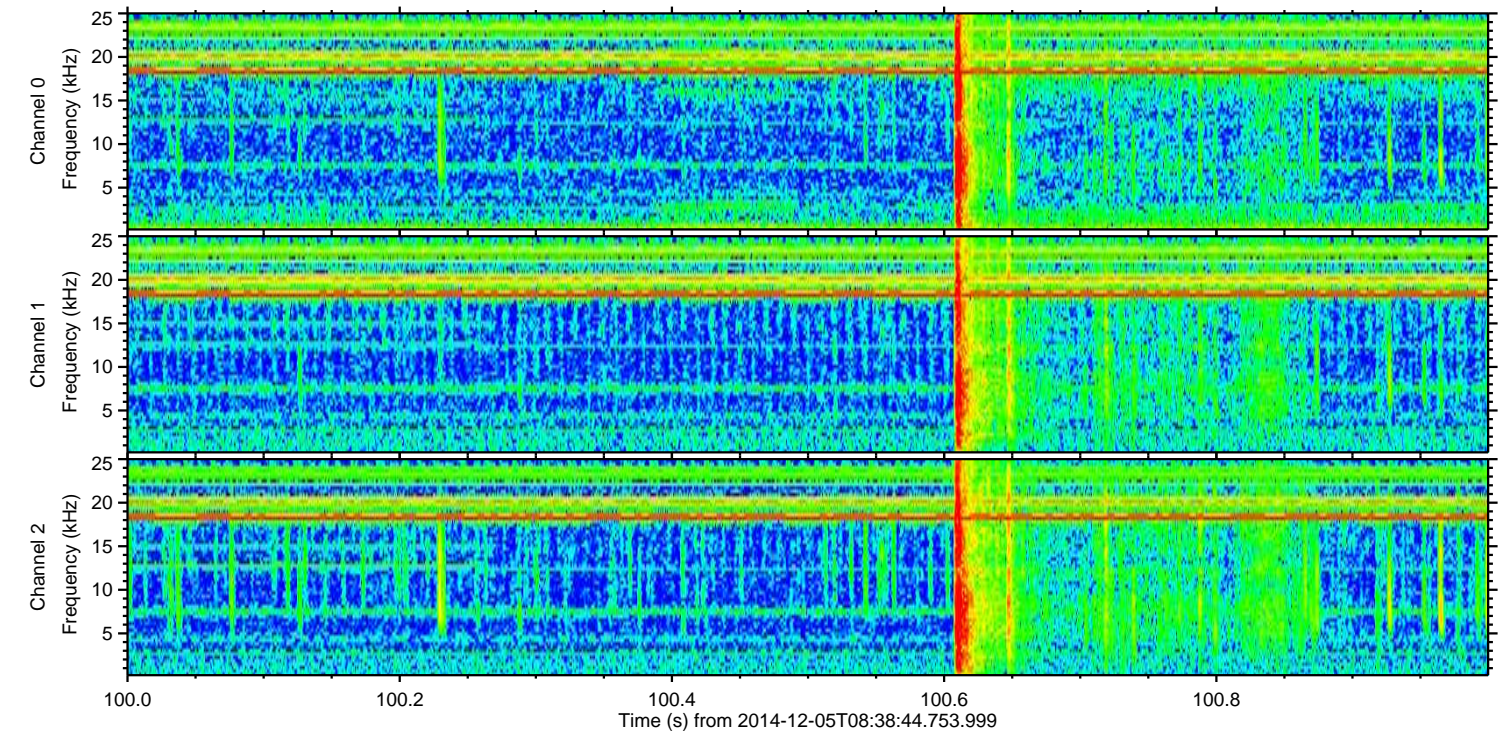 25
20
15
10
5
Channel 0
Frequency (kHz)
25
20
15
10
5
Channel 1
Frequency (kHz)
25
20
15
10
5
Channel 2
Frequency (kHz)
100.0 100.2 100.4 100.6 100.8
Time (s) from 2014-12-05T08:38:44.753.999